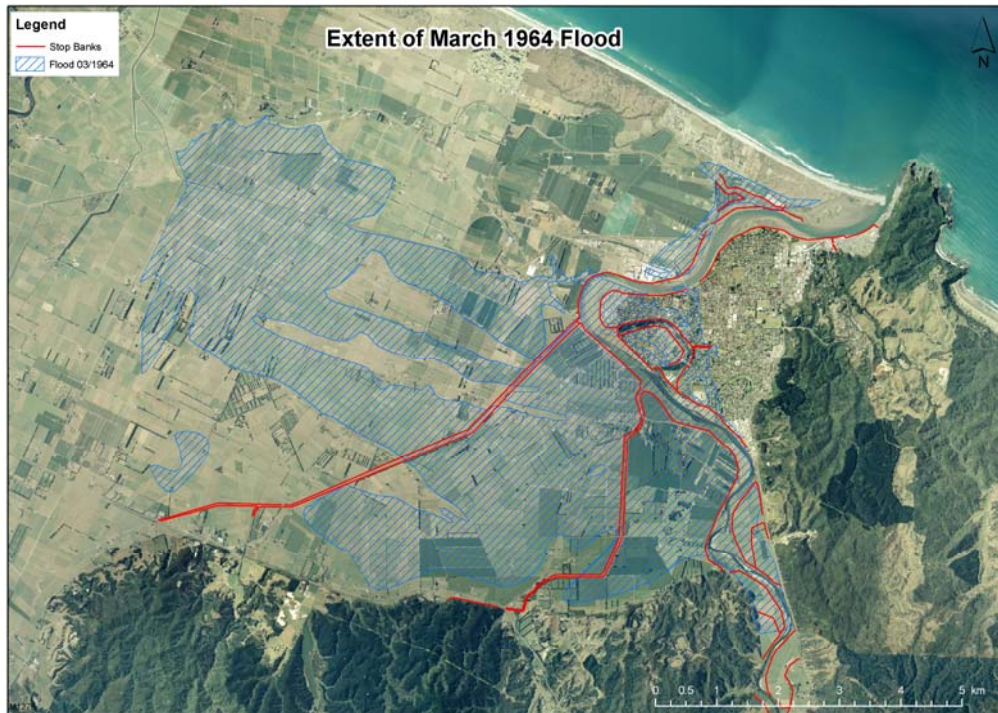 Legend
Stop Banks
Flood 03/1964
Extent of March 1964 Flood
N
0 0.5 1 2 3 4 5 km